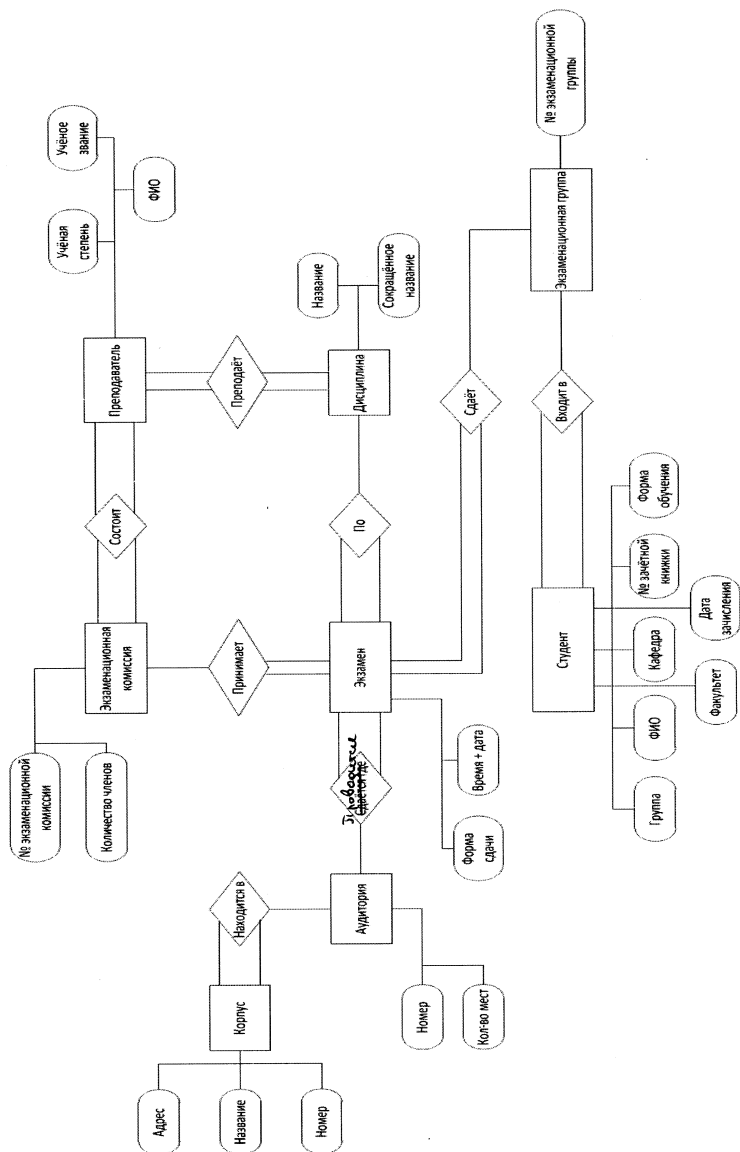 № экзаменационной
комиссии
Количество членов
Экзаменационная
комиссия
Состоит
Преподаватель
Учёная
степень
Учёное
звание
ФИО
Принимает
Преподаёт
Адрес
Название
Номер
Корпус
Находится в
Аудитория
Номер
Кол-во мест
Проводится
Сдаётся где
Экзамен
Форма
сдачи
Время + дата
По
Дисциплина
Название
Сокращённое
название
Сдаёт
Студент
Группа
ФИО
Факультет
Кафедра
Дата
зачисления
№ зачётной
книжки
Форма
обучения
Входит в
Экзаменационная группа
№ экзаменационной
группы